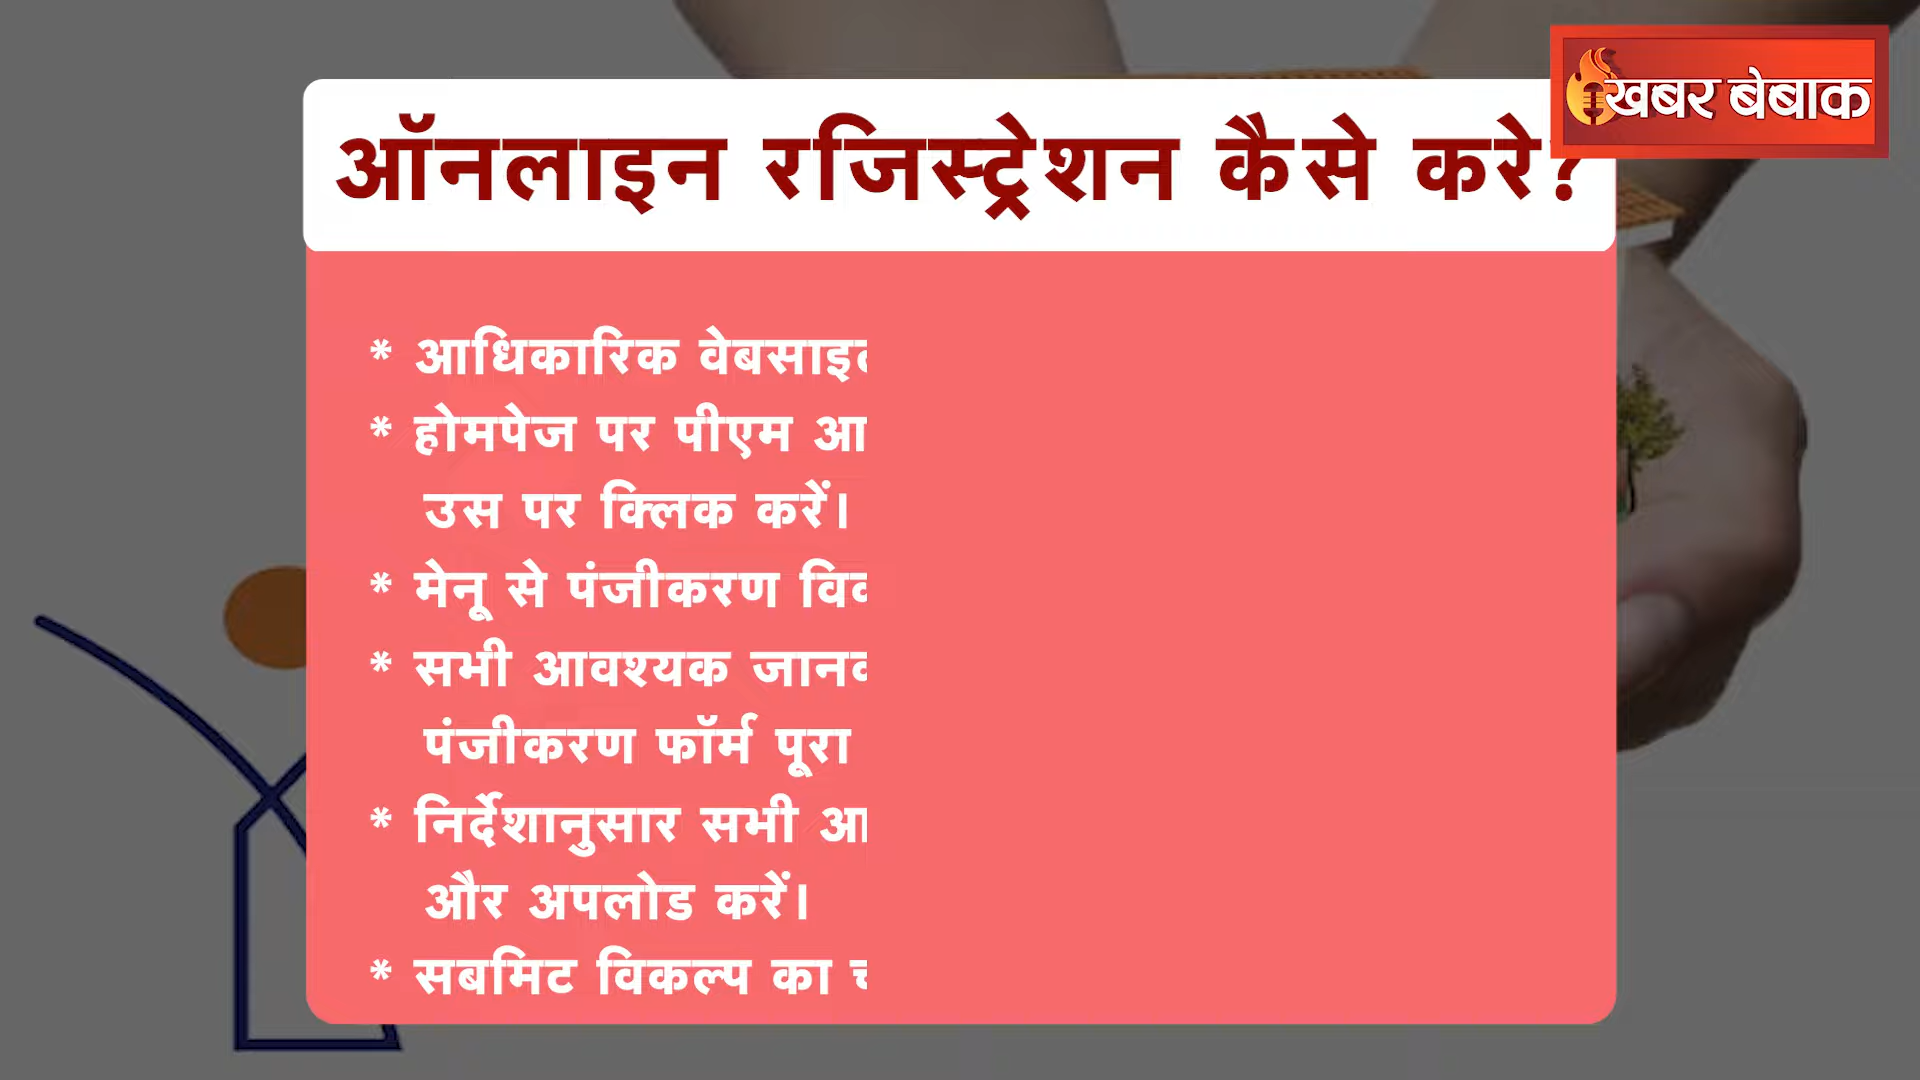 खबर बेबाक
ऑनलाइन रजिस्ट्रेशन कैसे करे?
* आधिकारिक
* होमपेज पर पीएम
उस पर क्लिक करें।
* मेनू से पंजीकरण
* सभी आवश्यक
पंजीकरण फॉर्म पूरा
* निर्देशानुसार सभी
और अपलोड करें।
* सबमिट विकल्प का